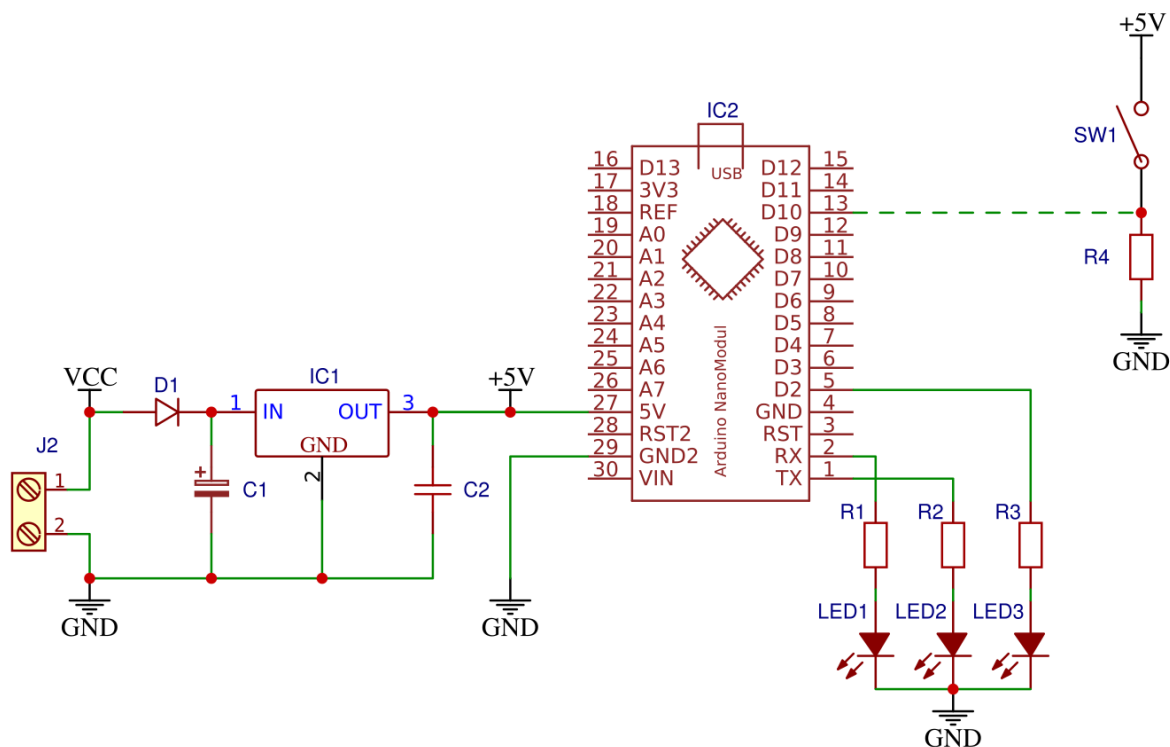 +5V
SW1
R4
GND
IC2
USB
16 D13
17 3V3
18 REF
19 A0
20 A1
21 A2
22 A3
23 A4
24 A5
25 A6
26 A7
27 5V
28 RST2
29 GND2
30 VIN
D12 15
D11 14
D10 13
D9 12
D8 11
D7 10
D6 9
D5 8
D4 7
D3 6
D2 5
GND 4
RST 3
RX 2
TX 1
Arduino NanoModul
VCC
D1
IC1
1 IN
OUT 3
GND
2
+5V
J2
1
2
+
C1
C2
GND
GND
R1
R2
R3
LED1
LED2
LED3
GND